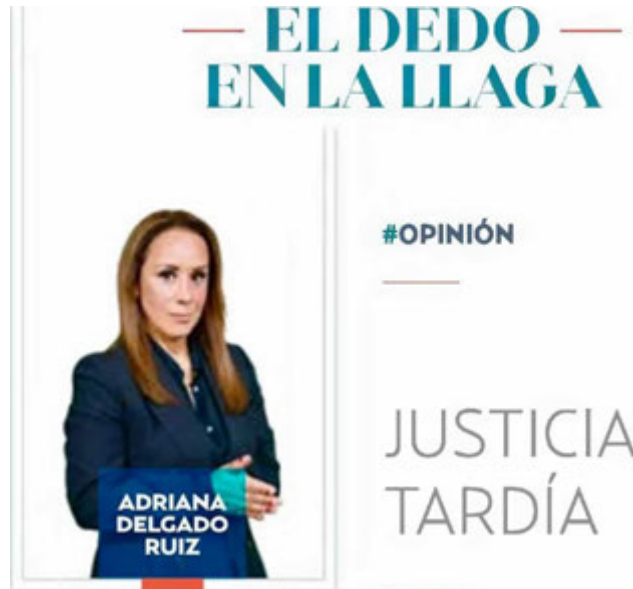 EL DEDO
EN LA LLAGA
#OPINIÓN
JUSTICIA
TARDÍA
ADRIANA
DELGADO
RUIZ